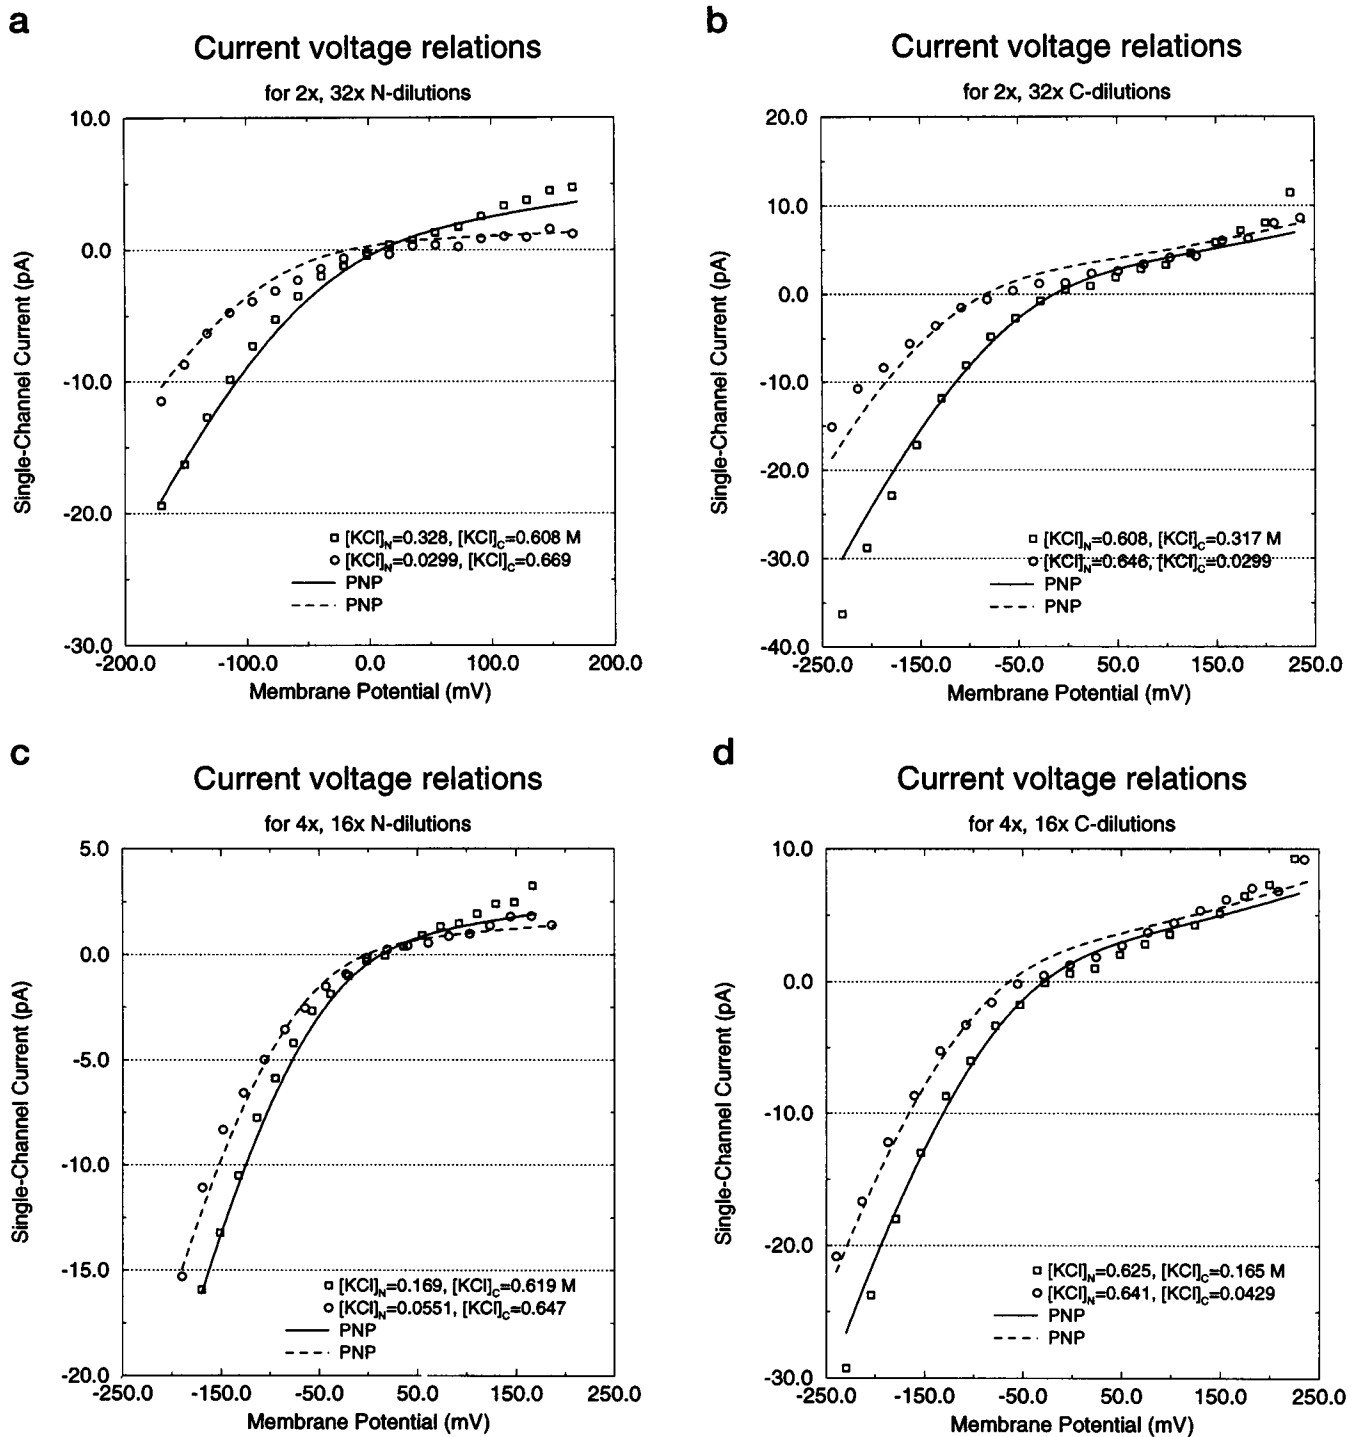 a
Current voltage relations
for 2x, 32x N-dilutions
10.0
0.0
-10.0
-20.0
-30.0
-200.0 -100.0 0.0 100.0 200.0
Single-Channel Current (pA)
Membrane Potential (mV)
[KCl]N=0.328, [KCl]C=0.608 M
[KCl]N=0.0299, [KCl]C=0.669
PNP
PNP
b
Current voltage relations
for 2x, 32x C-dilutions
20.0
10.0
0.0
-10.0
-20.0
-30.0
-40.0
-250.0 -150.0 -50.0 50.0 150.0 250.0
Single-Channel Current (pA)
Membrane Potential (mV)
[KCl]N=0.608, [KCl]C=0.317 M
[KCl]N=0.646, [KCl]C=0.0299
PNP
PNP
c
Current voltage relations
for 4x, 16x N-dilutions
5.0
0.0
-5.0
-10.0
-15.0
-20.0
-250.0 -150.0 -50.0 50.0 150.0 250.0
Single-Channel Current (pA)
Membrane Potential (mV)
[KCl]N=0.169, [KCl]C=0.619 M
[KCl]N=0.0551, [KCl]C=0.647
PNP
PNP
d
Current voltage relations
for 4x, 16x C-dilutions
10.0
0.0
-10.0
-20.0
-30.0
-250.0 -150.0 -50.0 50.0 150.0 250.0
Single-Channel Current (pA)
Membrane Potential (mV)
[KCl]N=0.625, [KCl]C=0.165 M
[KCl]N=0.641, [KCl]C=0.0429
PNP
PNP